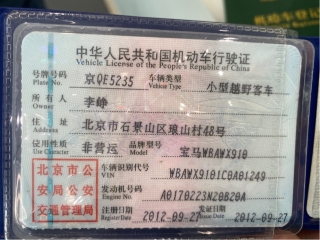 中华人民共和国机动车行驶证
Vehicle License of the People's Republic of China
号牌号码 京QE5235 车辆类型 小型越野客车
Plate No. Vehicle Type
所有人 李峥
Owner
住址 北京市石景山区琅山村48号
Address
使用性质 非营运 品牌型号 宝马WBAWX910
Use Character Model
北京市公 车辆识别代号 WBAWX9101C0A01249
安局公安 VIN
交通管理局 发动机号码 A0170223N20B20A
Engine No.
注册日期 2012-09-27 发证日期 2012-09-27
Register Date Issue Date